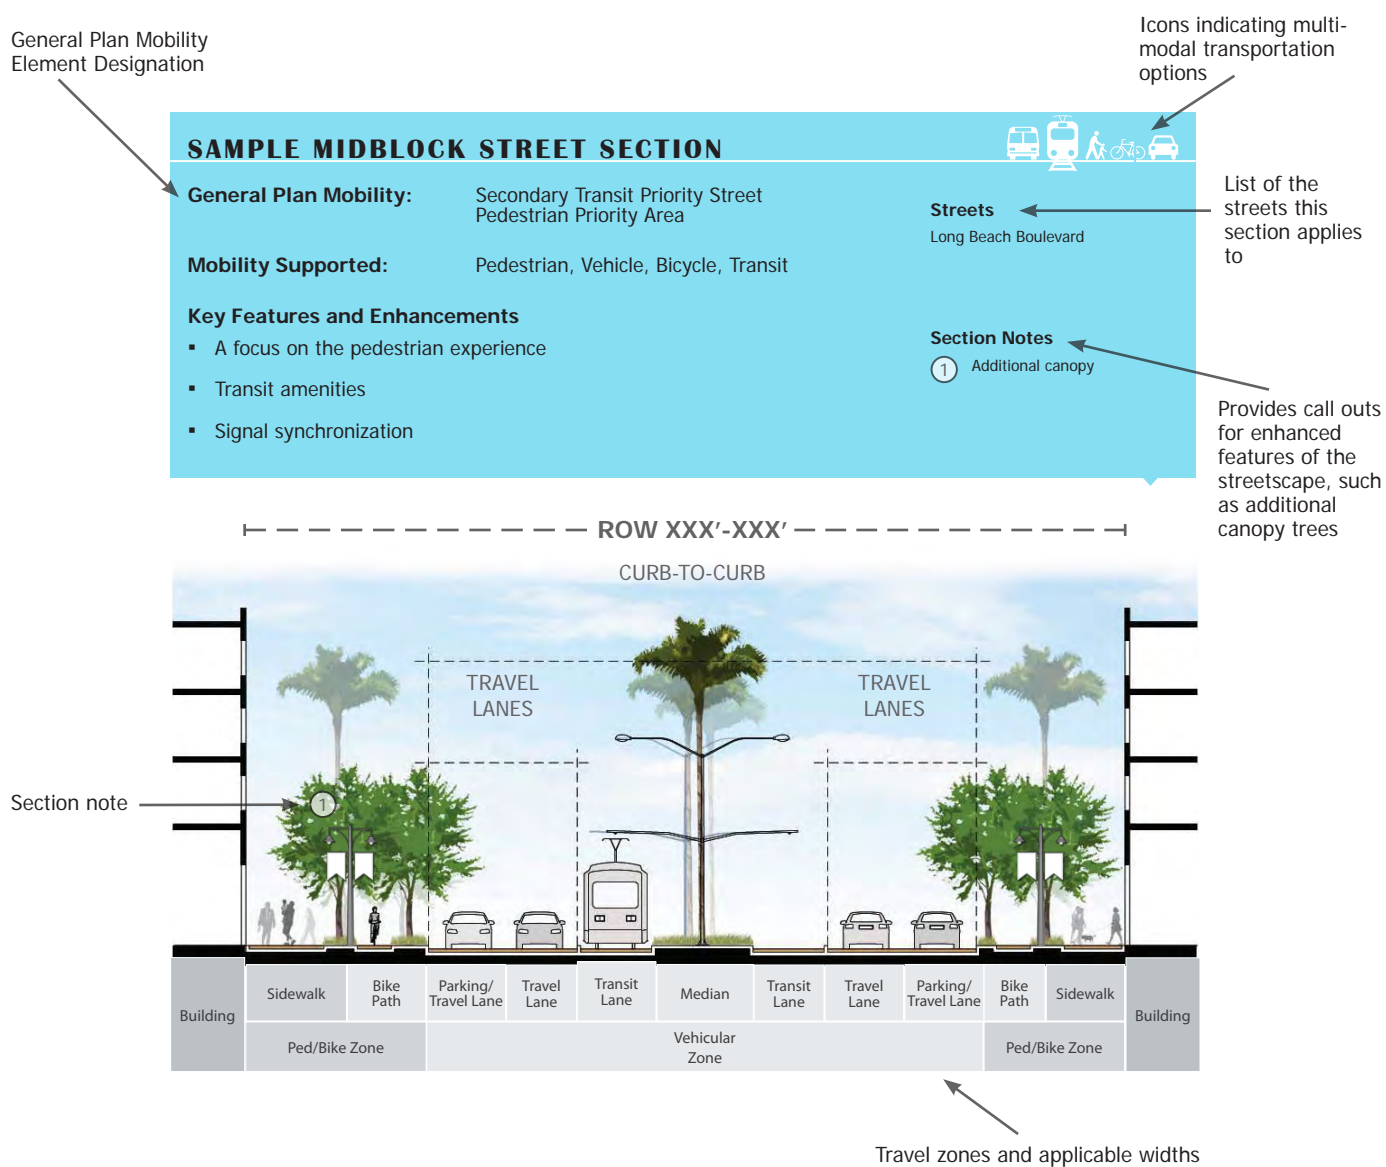 General Plan Mobility
Element Designation
Icons indicating multi-
modal transportation
options
SAMPLE MIDBLOCK STREET SECTION
General Plan Mobility:
Secondary Transit Priority Street
Pedestrian Priority Area
Mobility Supported:
Pedestrian, Vehicle, Bicycle, Transit
Key Features and Enhancements
▪ A focus on the pedestrian experience
▪ Transit amenities
▪ Signal synchronization
Streets
Long Beach Boulevard
Section Notes
1 Additional canopy
List of the
streets this
section applies
to
Provides call outs
for enhanced
features of the
streetscape, such
as additional
canopy trees
ROW XXX'-XXX'
CURB-TO-CURB
TRAVEL
LANES
TRAVEL
LANES
Section note
1
Building
Sidewalk
Bike
Path
Parking/
Travel Lane
Travel
Lane
Transit
Lane
Median
Transit
Lane
Travel
Lane
Parking/
Travel Lane
Bike
Path
Sidewalk
Building
Ped/Bike Zone
Vehicular
Zone
Ped/Bike Zone
Travel zones and applicable widths